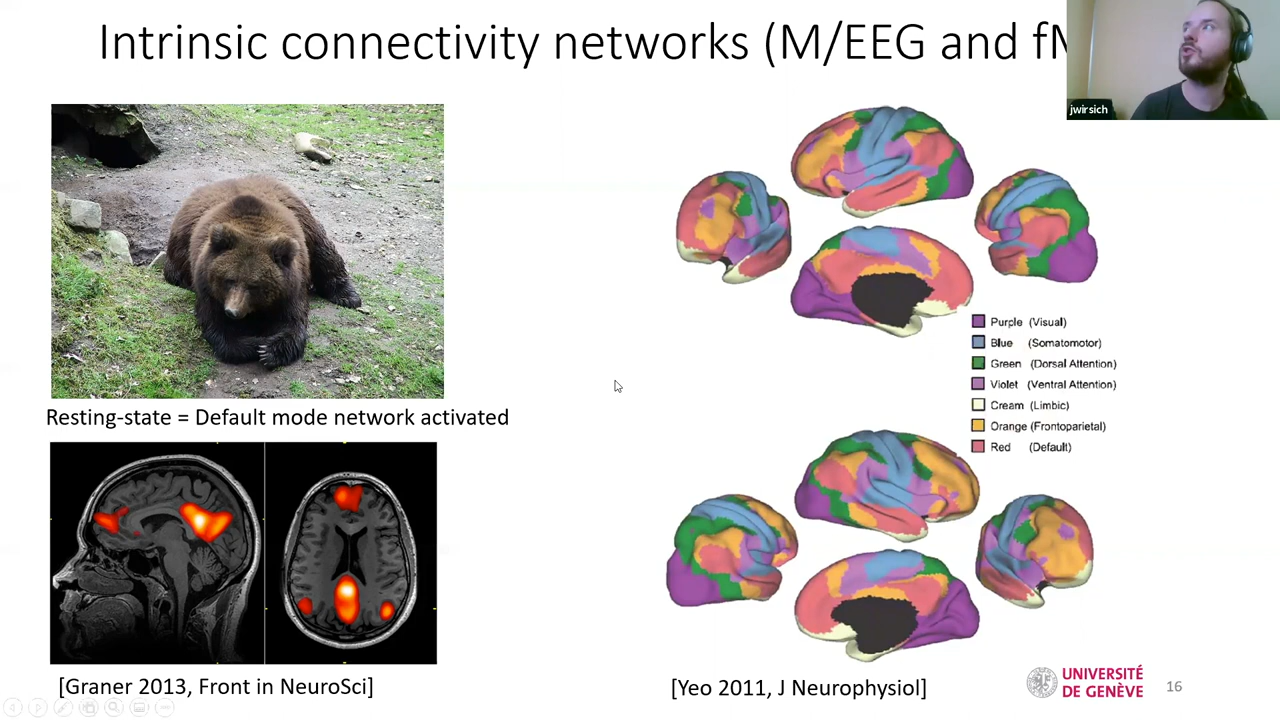 Intrinsic connectivity networks (M/EEG and
jwirsich
Resting-state = Default mode network activated
[Graner 2013, Front in NeuroSci]
Purple (Visual)
Blue (Somatomotor)
Green (Dorsal Attention)
Violet (Ventral Attention)
Cream (Limbic)
Orange (Frontoparietal)
Red (Default)
[Yeo 2011, J Neurophysiol]
UNIVERSITÉ
DE GENÈVE
16